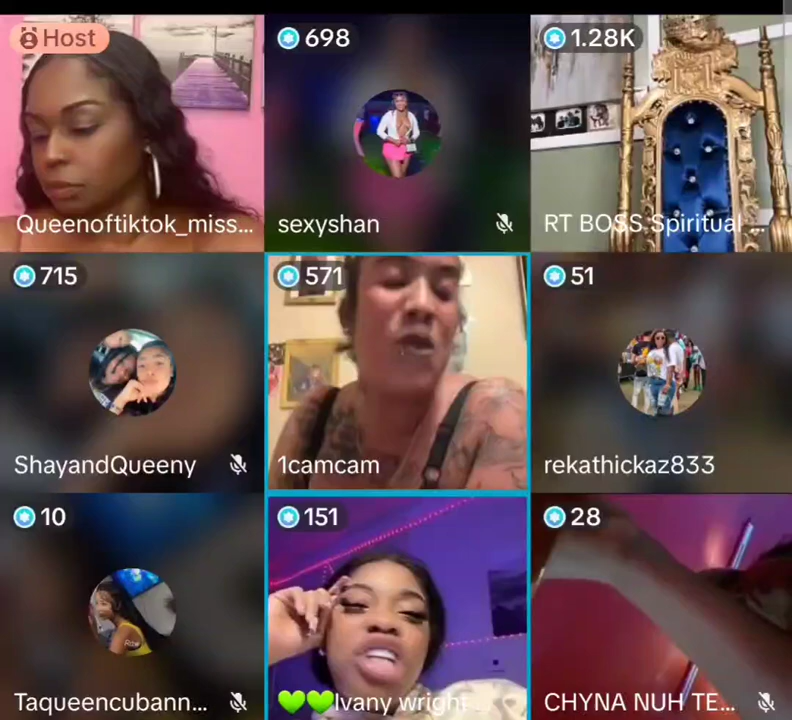 Host
698
1.28K
Queenoftiktok_miss...
sexyshan
RT BOSS Spiritual ...
715
571
51
ShayandQueeny
1camcam
rekathickaz833
10
151
28
Taqueencubann...
💚💚Ivany wright
CHYNA NUH TE...